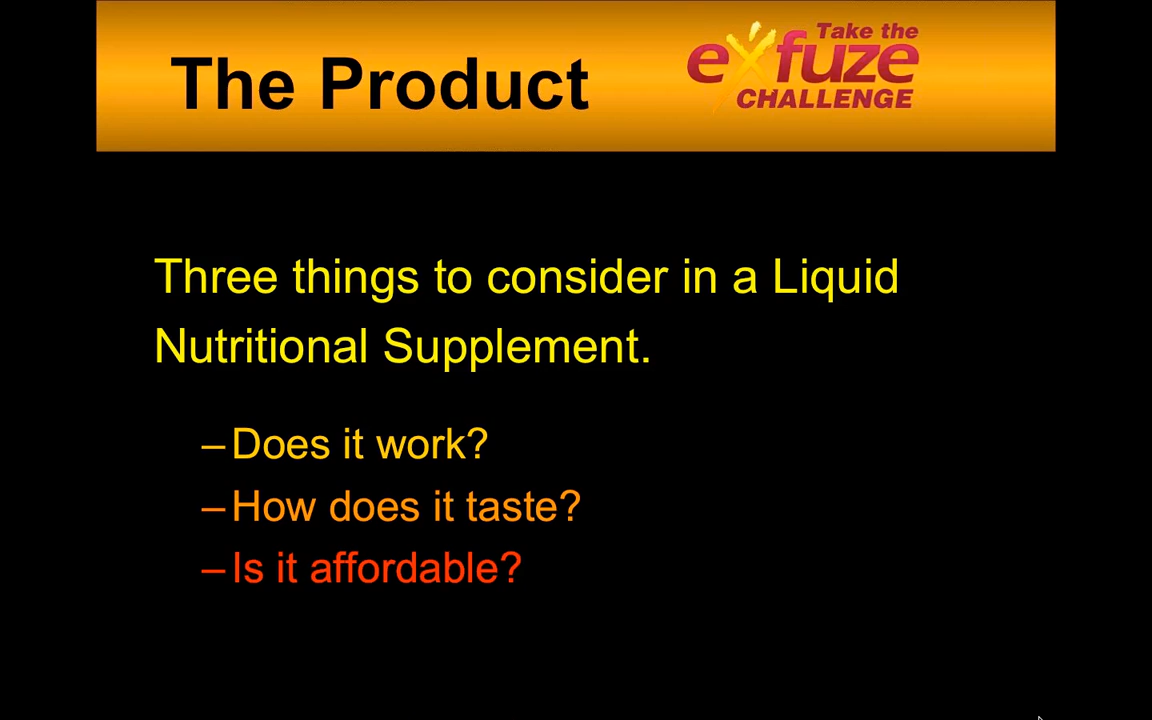 The Product
Take the
exfuze
CHALLENGE
Three things to consider in a Liquid
Nutritional Supplement.
–Does it work?
–How does it taste?
–Is it affordable?